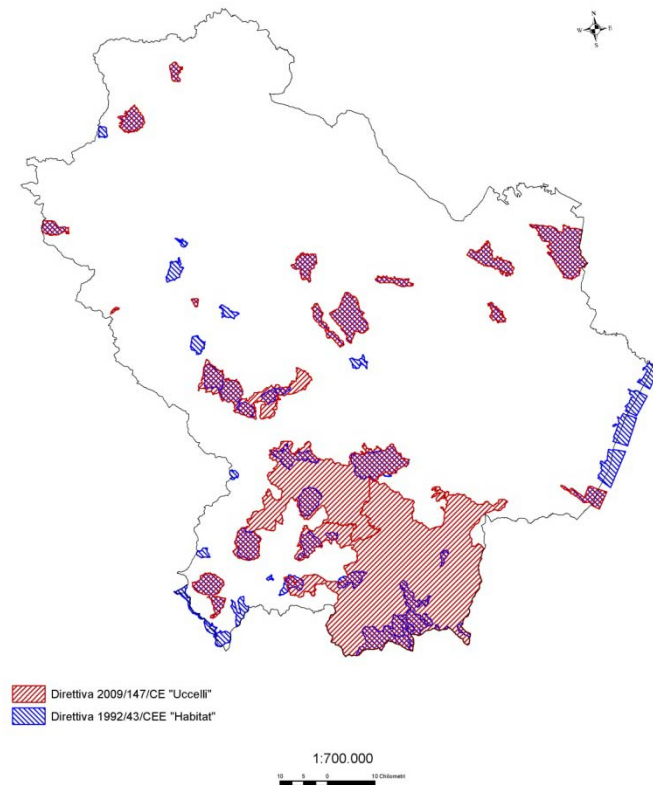 N
W E
S
Direttiva 2009/147/CE "Uccelli"
Direttiva 1992/43/CEE "Habitat"
1:700.000
10 5 0 10 Chilometri